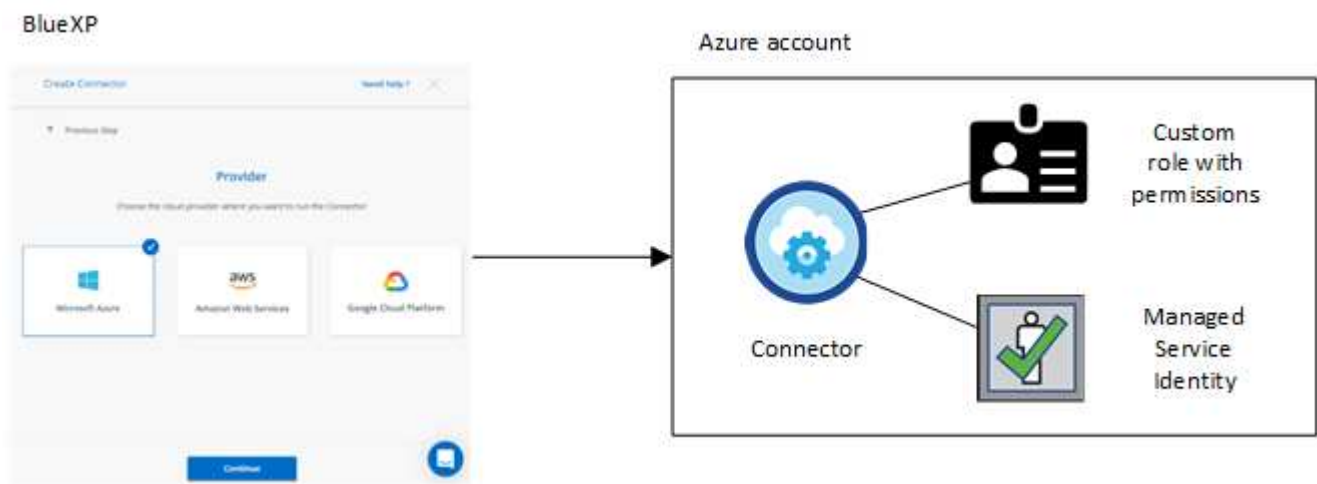 BlueXP
Create Connector
Need help?
Previous Step
Provider
Choose the cloud provider where you want to run the Connector
Microsoft Azure
aws
Amazon Web Services
Google Cloud Platform
Continue
Azure account
Connector
Custom
role with
permissions
Managed
Service
Identity